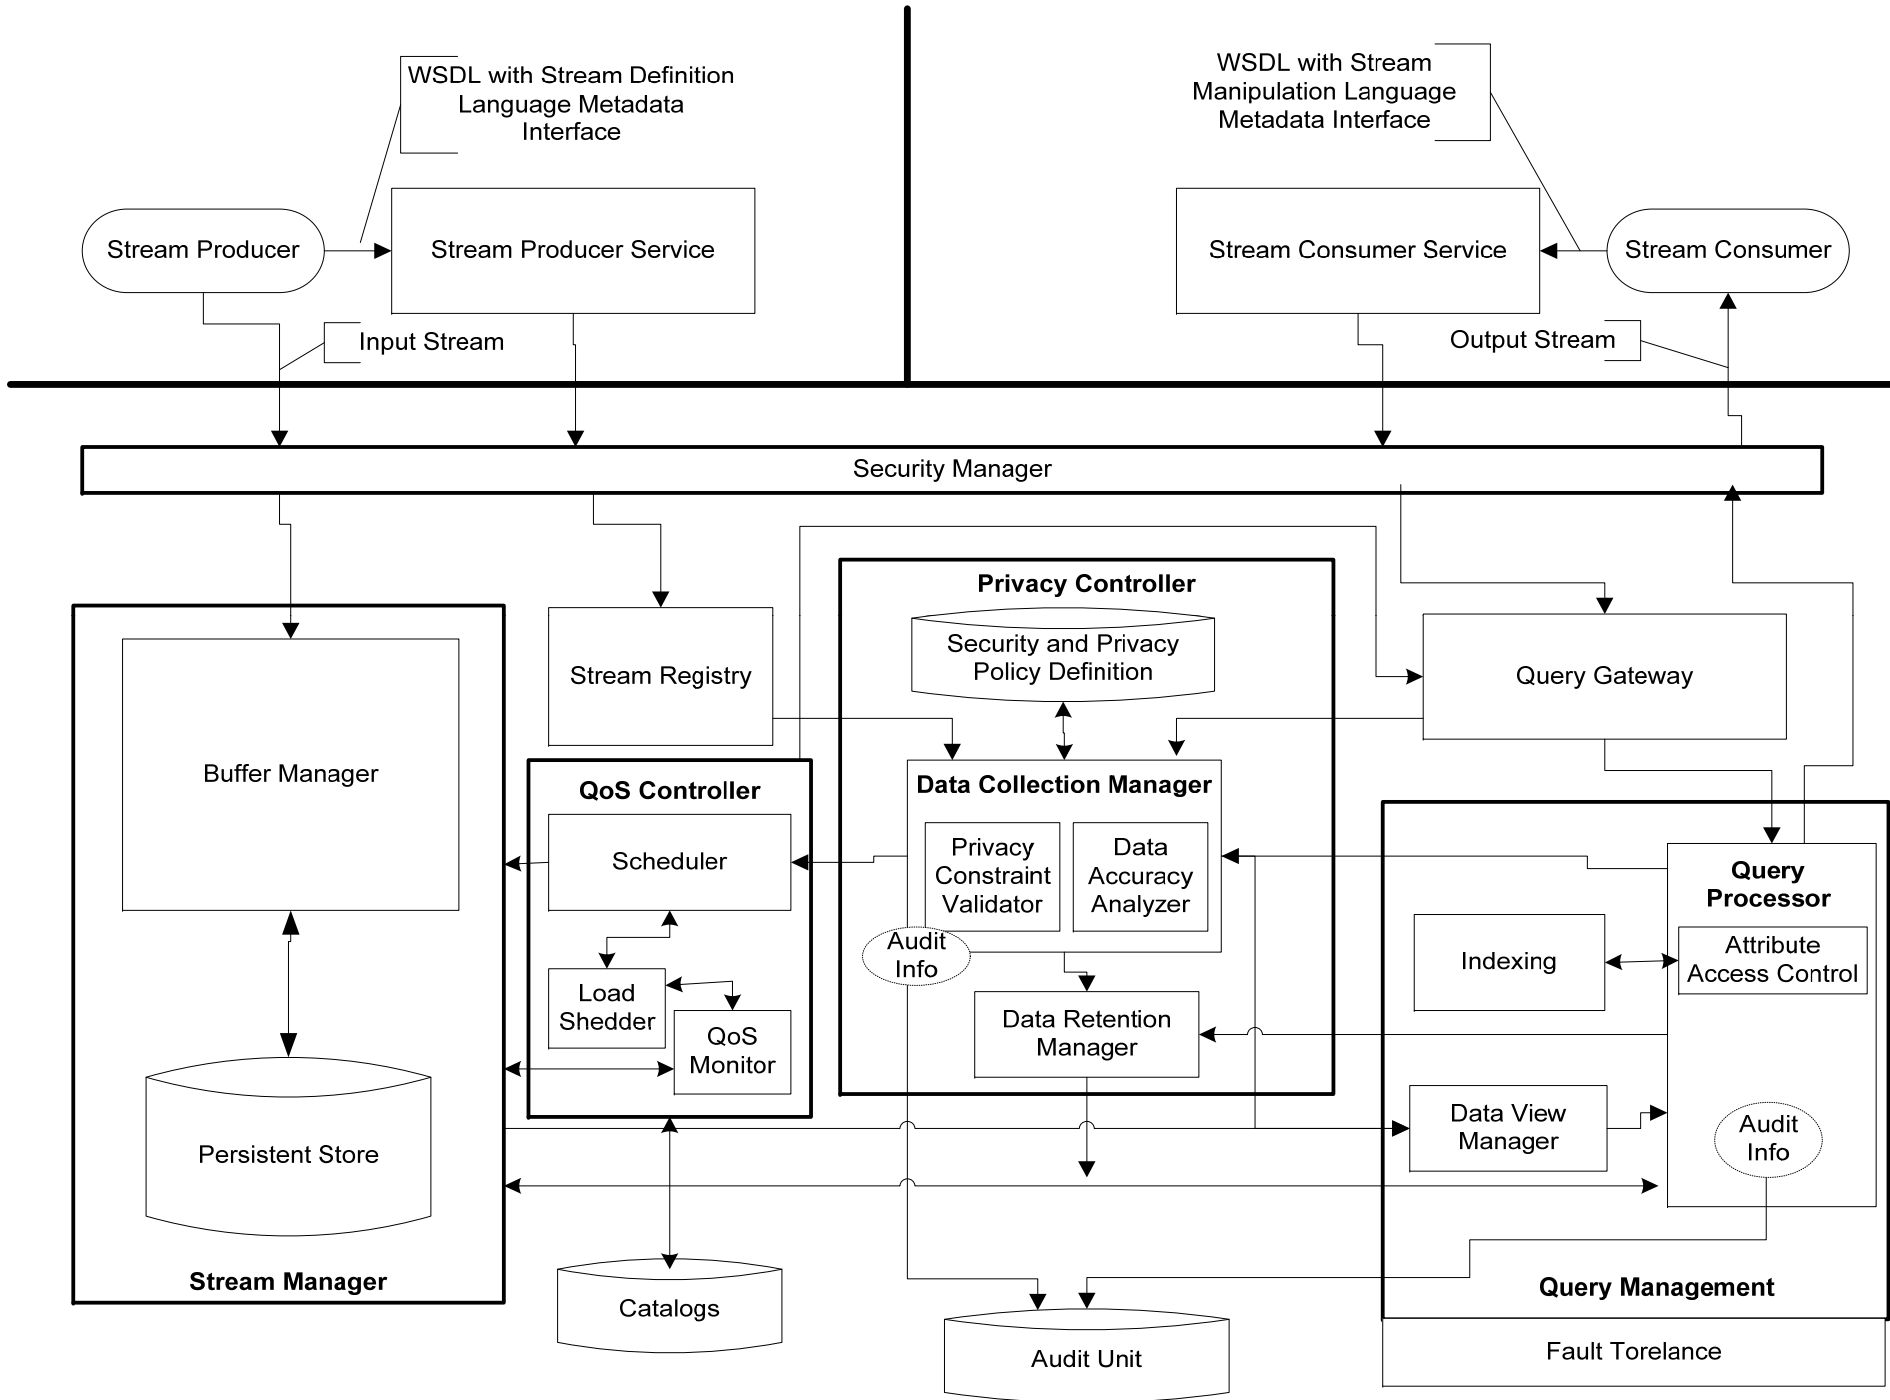 WSDL with Stream Definition
Language Metadata
Interface
WSDL with Stream
Manipulation Language
Metadata Interface
Stream Producer
Stream Producer Service
Stream Consumer Service
Stream Consumer
Input Stream
Output Stream
Security Manager
Privacy Controller
Security and Privacy
Policy Definition
Stream Registry
Query Gateway
Buffer Manager
QoS Controller
Data Collection Manager
Scheduler
Privacy
Constraint
Validator
Data
Accuracy
Analyzer
Query
Processor
Audit
Info
Indexing
Attribute
Access Control
Load
Shedder
QoS
Monitor
Data Retention
Manager
Data View
Manager
Audit
Info
Persistent Store
Stream Manager
Catalogs
Query Management
Audit Unit
Fault Torelance